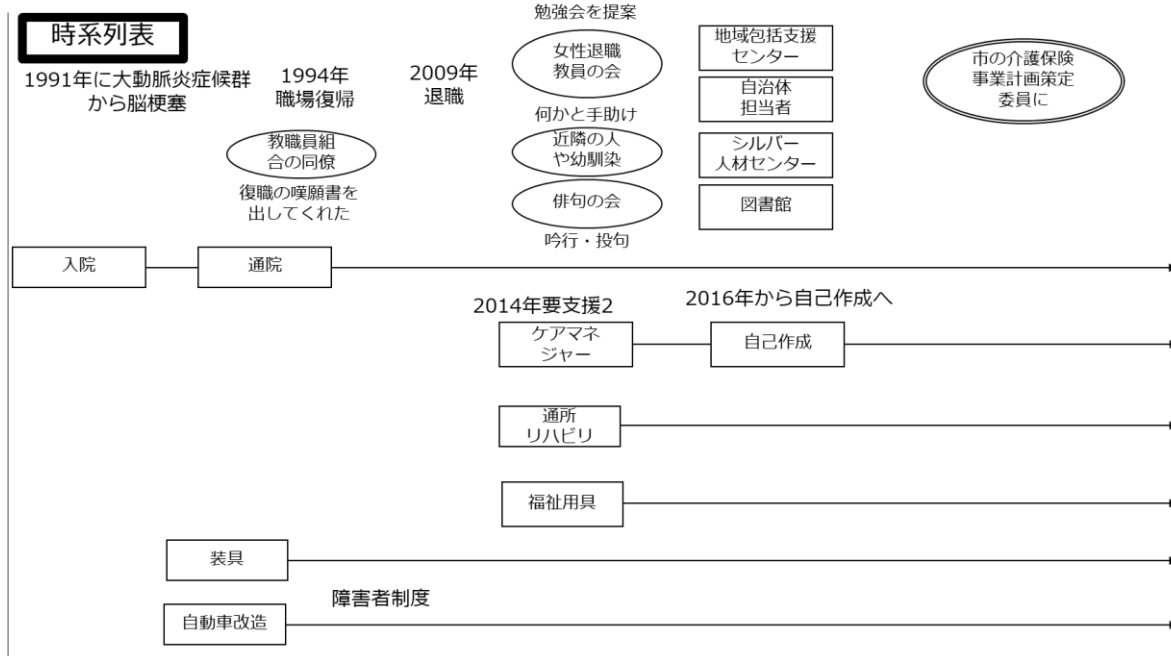 時系列表
1991年に大動脈炎症候群
から脳梗塞
1994年
職場復帰
教職員組
合の同僚
復職の嘆願書を
出してくれた
2009年
退職
勉強会を提案
女性退職
教員の会
何かと手助け
近隣の人
や幼馴染
俳句の会
吟行・投句
地域包括支援
センター
自治体
担当者
シルバー
人材センター
図書館
市の介護保険
事業計画策定
委員に
入院
通院
2014年要支援2
ケアマネ
ジャー
2016年から自己作成へ
自己作成
通所
リハビリ
福祉用具
装具
障害者制度
自動車改造